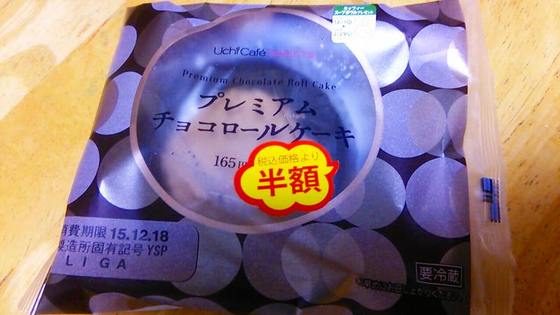 Uchi Café
Premium Chocolate Roll Cake
プレミアム
チョコロールケーキ
165
税込価格より
半額
消費期限 15.12.18
製造所固有記号 YSP
LIGA
要冷蔵